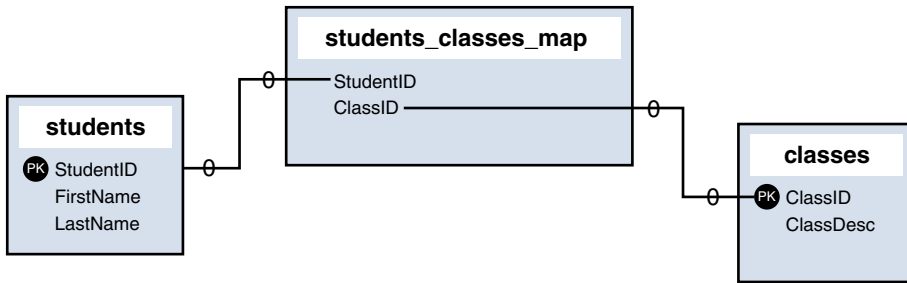 students_classes_map
StudentID
ClassID
students
PK StudentID
FirstName
LastName
classes
PK ClassID
ClassDesc